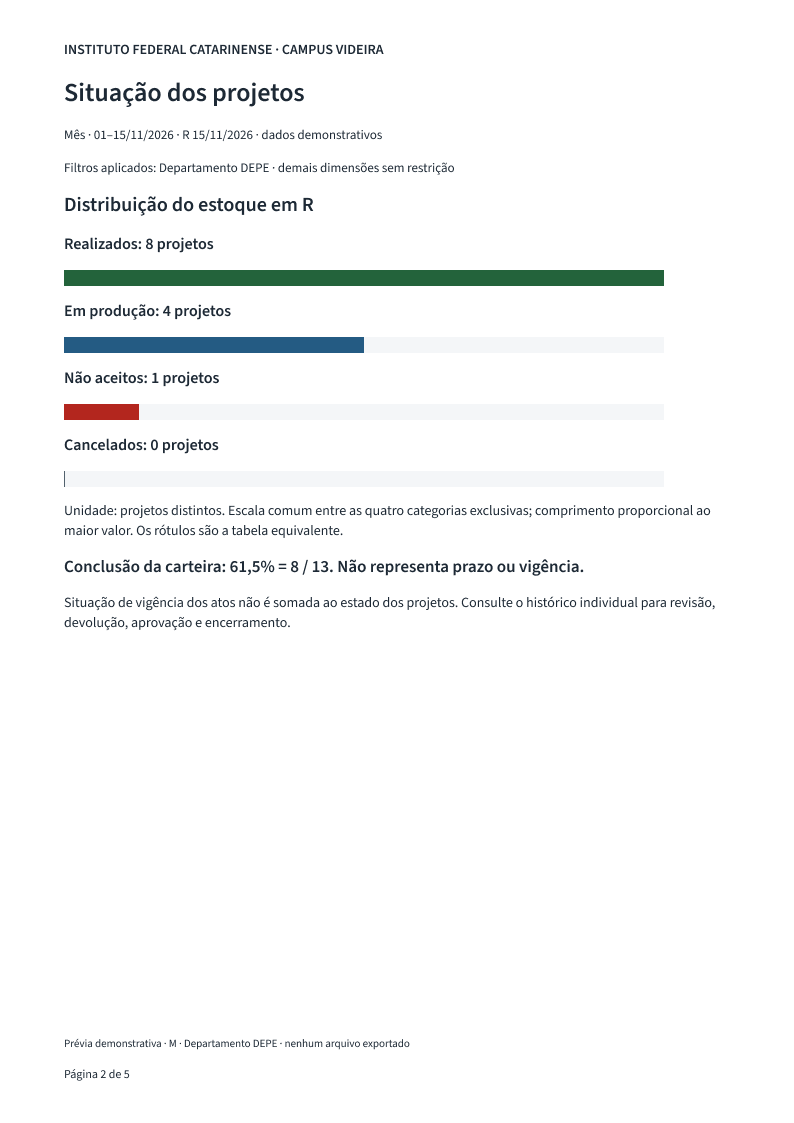 INSTITUTO FEDERAL CATARINENSE · CAMPUS VIDEIRA
Situação dos projetos
Mês · 01–15/11/2026 · R 15/11/2026 · dados demonstrativos
Filtros aplicados: Departamento DEPE · demais dimensões sem restrição
Distribuição do estoque em R
Realizados: 8 projetos
Em produção: 4 projetos
Não aceitos: 1 projetos
Cancelados: 0 projetos
Unidade: projetos distintos. Escala comum entre as quatro categorias exclusivas; comprimento proporcional ao
maior valor. Os rótulos são a tabela equivalente.
Conclusão da carteira: 61,5% = 8 / 13. Não representa prazo ou vigência.
Situação de vigência dos atos não é somada ao estado dos projetos. Consulte o histórico individual para revisão,
devolução, aprovação e encerramento.
Prévia demonstrativa · M · Departamento DEPE · nenhum arquivo exportado
Página 2 de 5